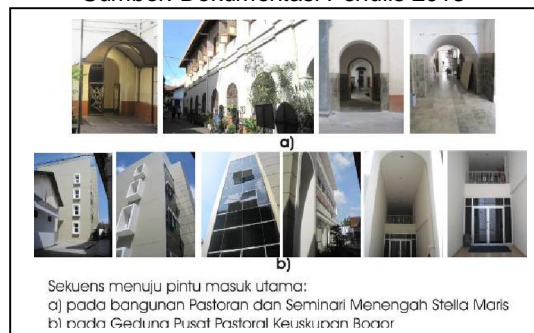 Sumber: Dokumentasi Penulis 2015
a)
b)
Sekuens menuju pintu masuk utama:
a) pada bangunan Pastoran dan Seminari Menengah Stella Maris
b) pada Gedung Pusat Pastoral Keuskupan Bogor